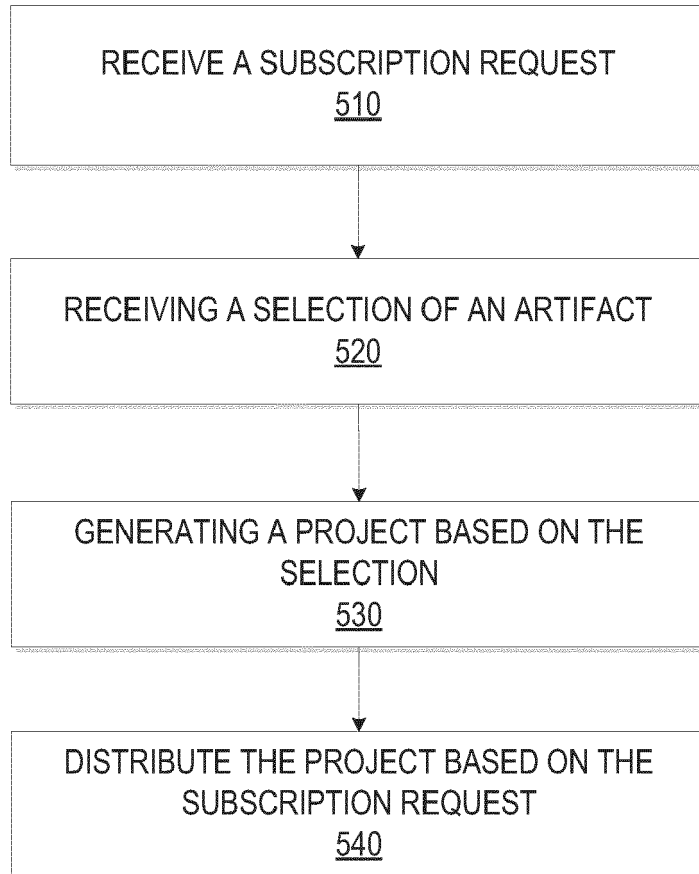 RECEIVE A SUBSCRIPTION REQUEST
510
RECEIVING A SELECTION OF AN ARTIFACT
520
GENERATING A PROJECT BASED ON THE
SELECTION
530
DISTRIBUTE THE PROJECT BASED ON THE
SUBSCRIPTION REQUEST
540